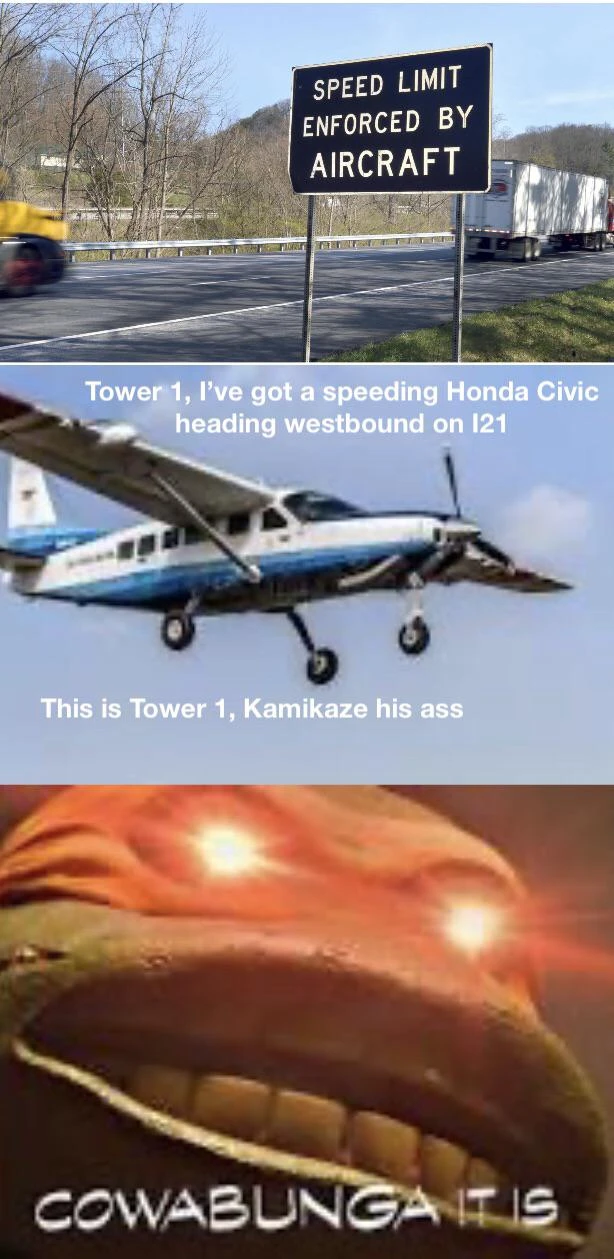 SPEED LIMIT
ENFORCED BY
AIRCRAFT
Tower 1, I've got a speeding Honda Civic
heading westbound on I21
This is Tower 1, Kamikaze his ass
COWABUNGA IT IS